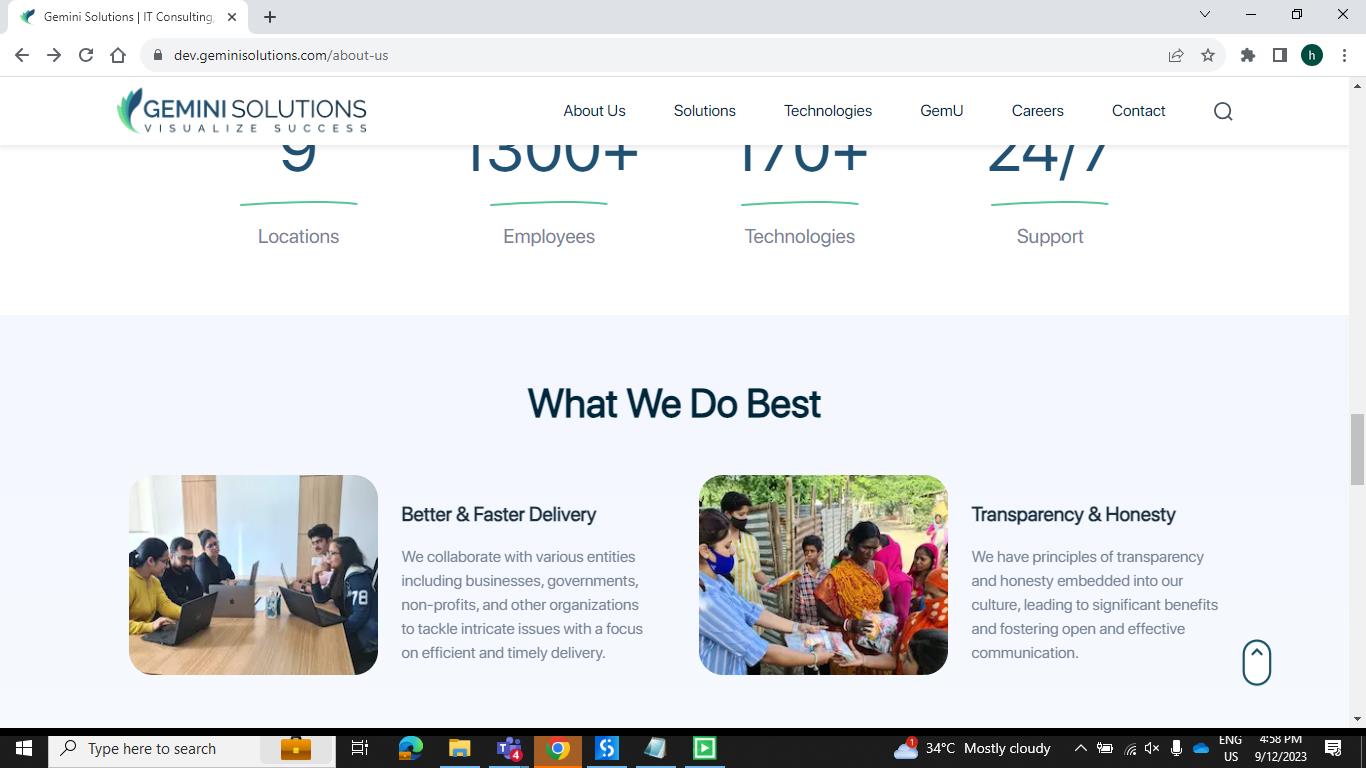 Gemini Solutions | IT Consulting,
dev.geminisolutions.com/about-us
h
GEMINI SOLUTIONS
VISUALIZE SUCCESS
About Us Solutions Technologies GemU Careers Contact
9 1300+ 170+ 24/7
Locations Employees Technologies Support
What We Do Best
Better & Faster Delivery
We collaborate with various entities
including businesses, governments,
non-profits, and other organizations
to tackle intricate issues with a focus
on efficient and timely delivery.
78
Transparency & Honesty
We have principles of transparency
and honesty embedded into our
culture, leading to significant benefits
and fostering open and effective
communication.
Type here to search
4
1
34°C Mostly cloudy
ENG
US
4:58 PM
9/12/2023